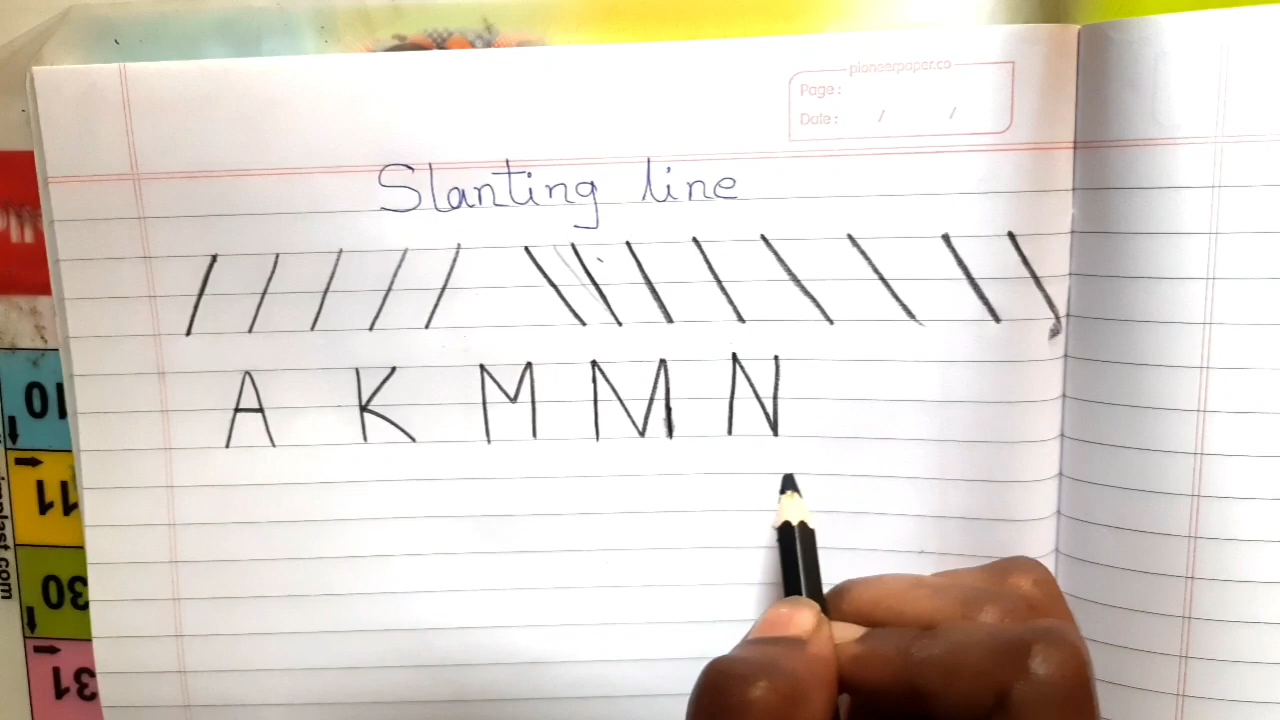 pioneerpaper.co
Page :
Date : / /
Slanting line
A K M M N
10
11
30
31